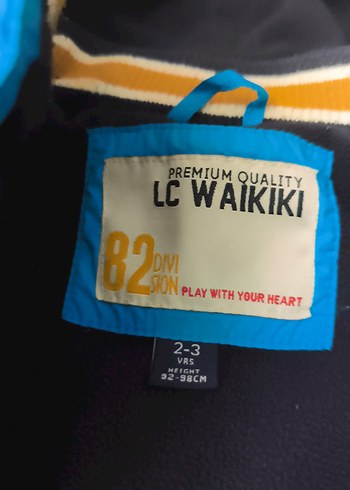 PREMIUM QUALITY
LC WAIKIKI
82 DIVI
SION
PLAY WITH YOUR HEART
2-3
YRS
HEIGHT
92-98CM